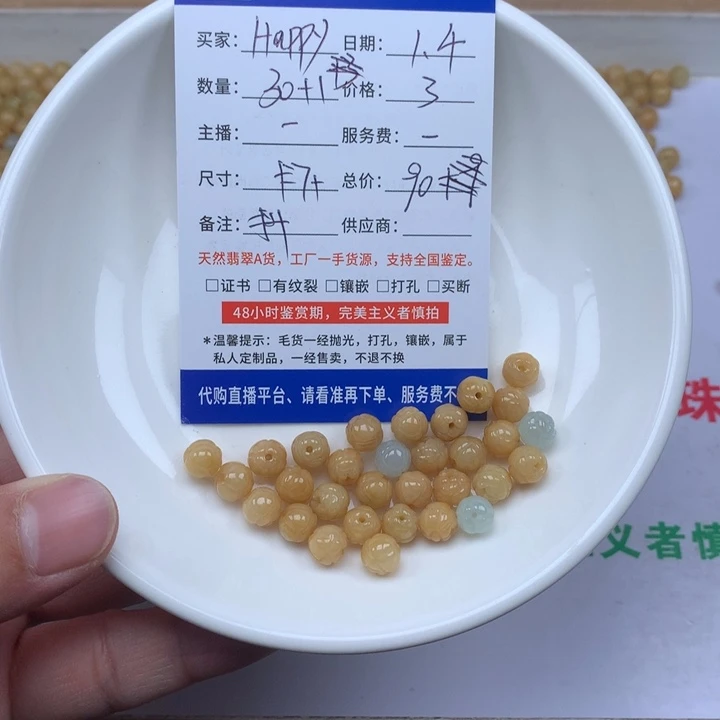 买家: Happy 日期: 1.4
数量: 30+1 价格: 3
主播: - 服务费: -
尺寸: 总价: 90
备注: 抖 供应商:
天然翡翠A货，工厂一手货源，支持全国鉴定。
□证书 □有纹裂 □镶嵌 □打孔 □买断
48小时鉴赏期，完美主义者慎拍
*温馨提示：毛货一经抛光，打孔，镶嵌，属于
私人定制品，一经售卖，不退不换
代购直播平台、请看准再下单、服务费不
珠
义者慎